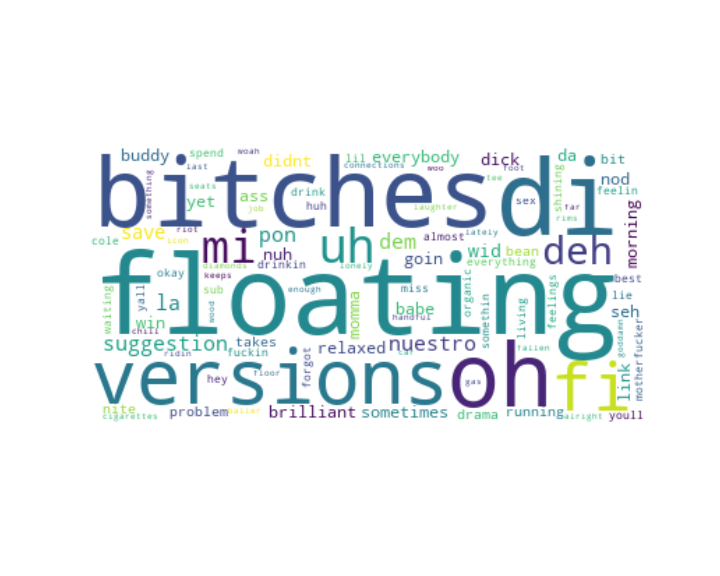 buddy spend woah didnt lil everybody dick da bit
last connections woo root nod
something seats yet ass drink huh bitches di tee sex shining feelin
job laughter far rims
cole save riot icon mi pon uh dem almost lately wid bean deh morning
nuh goin everything
diamonds lonely
okay keeps drinkin floating miss best
waiting yall la sub wood enough babe organic somethin living feelings lie
win momma handful seh
chill goddamn
suggestion takes relaxed nuestro car fallen link motherfucker
ridin fuckin forgot
versions hey floor oh gas fi
nite problem brilliant sometimes drama running youll
cigarettes baller alright